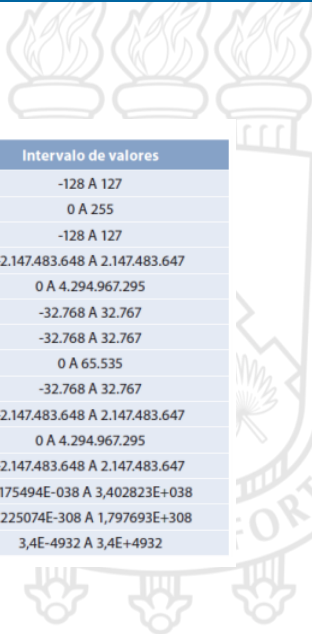 Intervalo de valores
-128 A 127
0 A 255
-128 A 127
2.147.483.648 A 2.147.483.647
0 A 4.294.967.295
-32.768 A 32.767
-32.768 A 32.767
0 A 65.535
-32.768 A 32.767
2.147.483.648 A 2.147.483.647
0 A 4.294.967.295
2.147.483.648 A 2.147.483.647
175494E-038 A 3,402823E+038
225074E-308 A 1,797693E+308
3,4E-4932 A 3,4E+4932
FORT